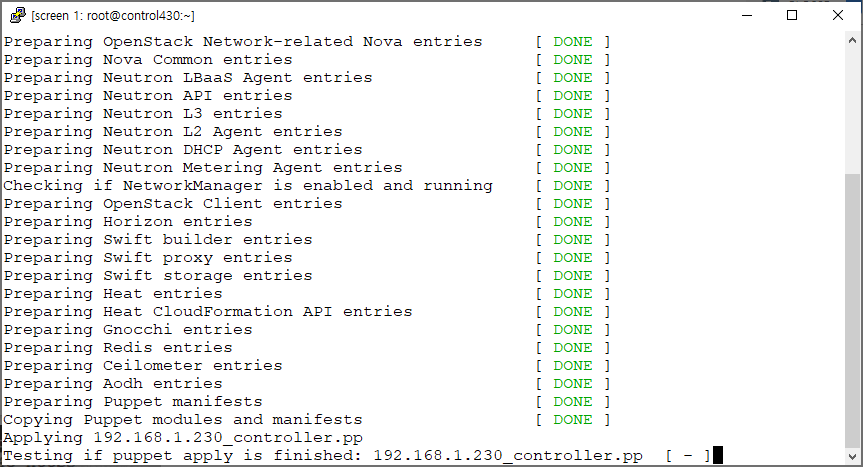 [screen 1: root@control430:~]
Preparing OpenStack Network-related Nova entries [ DONE ]
Preparing Nova Common entries [ DONE ]
Preparing Neutron LBaaS Agent entries [ DONE ]
Preparing Neutron API entries [ DONE ]
Preparing Neutron L3 entries [ DONE ]
Preparing Neutron L2 Agent entries [ DONE ]
Preparing Neutron DHCP Agent entries [ DONE ]
Preparing Neutron Metering Agent entries [ DONE ]
Checking if NetworkManager is enabled and running [ DONE ]
Preparing OpenStack Client entries [ DONE ]
Preparing Horizon entries [ DONE ]
Preparing Swift builder entries [ DONE ]
Preparing Swift proxy entries [ DONE ]
Preparing Swift storage entries [ DONE ]
Preparing Heat entries [ DONE ]
Preparing Heat CloudFormation API entries [ DONE ]
Preparing Gnocchi entries [ DONE ]
Preparing Redis entries [ DONE ]
Preparing Ceilometer entries [ DONE ]
Preparing Aodh entries [ DONE ]
Preparing Puppet manifests [ DONE ]
Copying Puppet modules and manifests [ DONE ]
Applying 192.168.1.230_controller.pp
Testing if puppet apply is finished: 192.168.1.230_controller.pp [ - ]